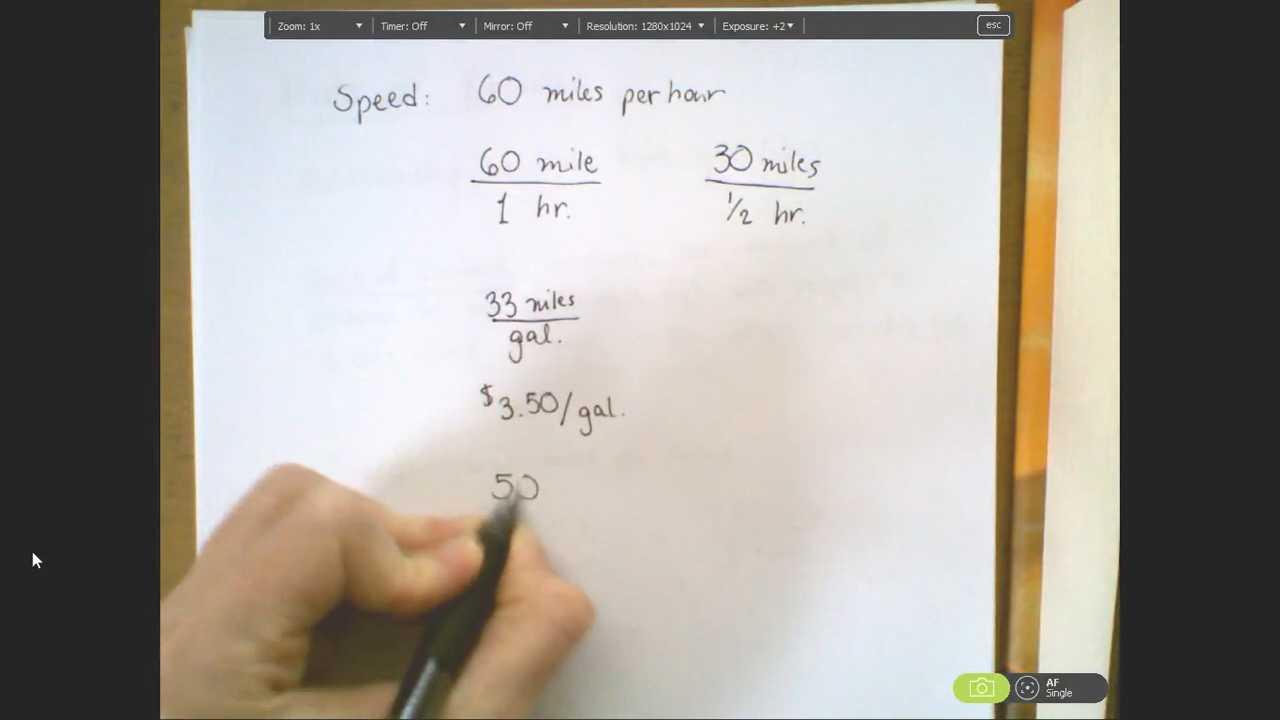 Zoom: 1x Timer: Off Mirror: Off Resolution: 1280x1024 Exposure: +2 esc
Speed: 60 miles per hour
60 mile 30 miles
1 hr. 1/2 hr.
33 miles
gal.
$3.50/gal.
50
AF
Single